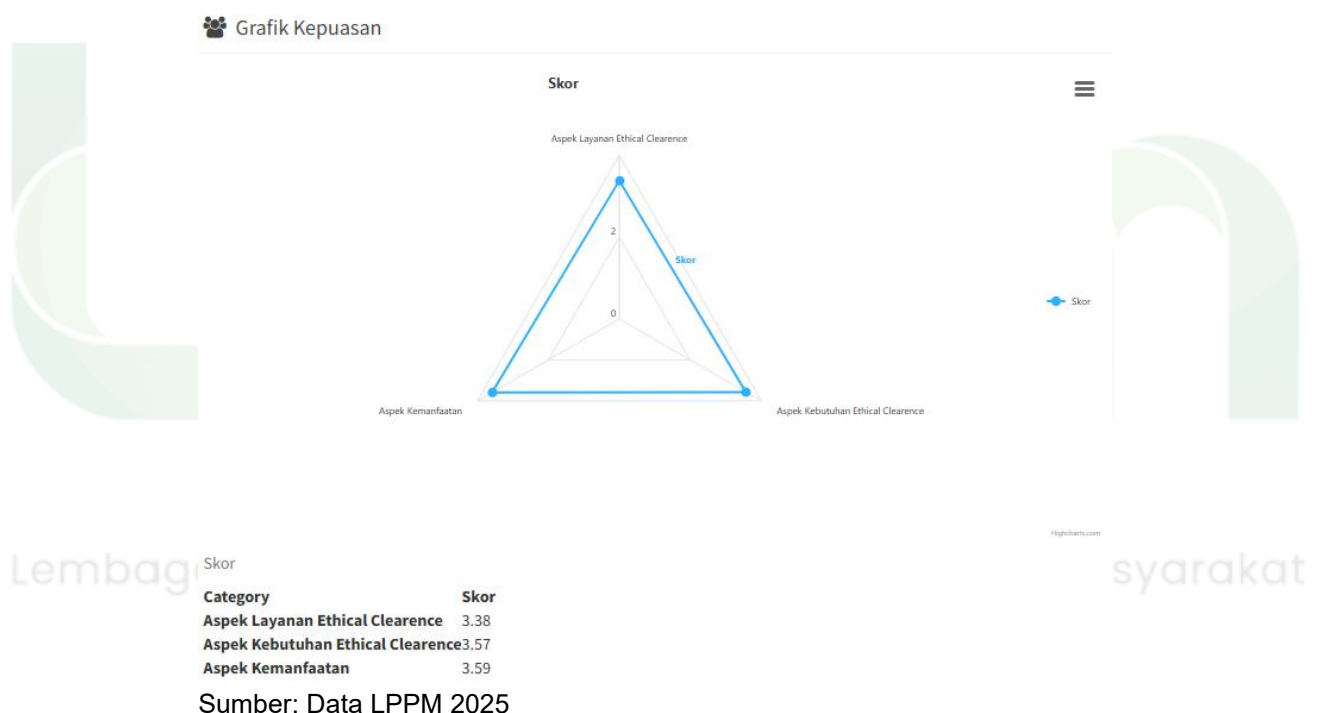 Grafik Kepuasan
Skor
Aspek Layanan Ethical Clearence
2
Skor
0
Skor
Aspek Kemanfaatan
Aspek Kebutuhan Ethical Clearence
Highcharts.com
Lembag
syarakat
Skor
Category Skor
Aspek Layanan Ethical Clearence 3.38
Aspek Kebutuhan Ethical Clearence 3.57
Aspek Kemanfaatan 3.59
Sumber: Data LPPM 2025